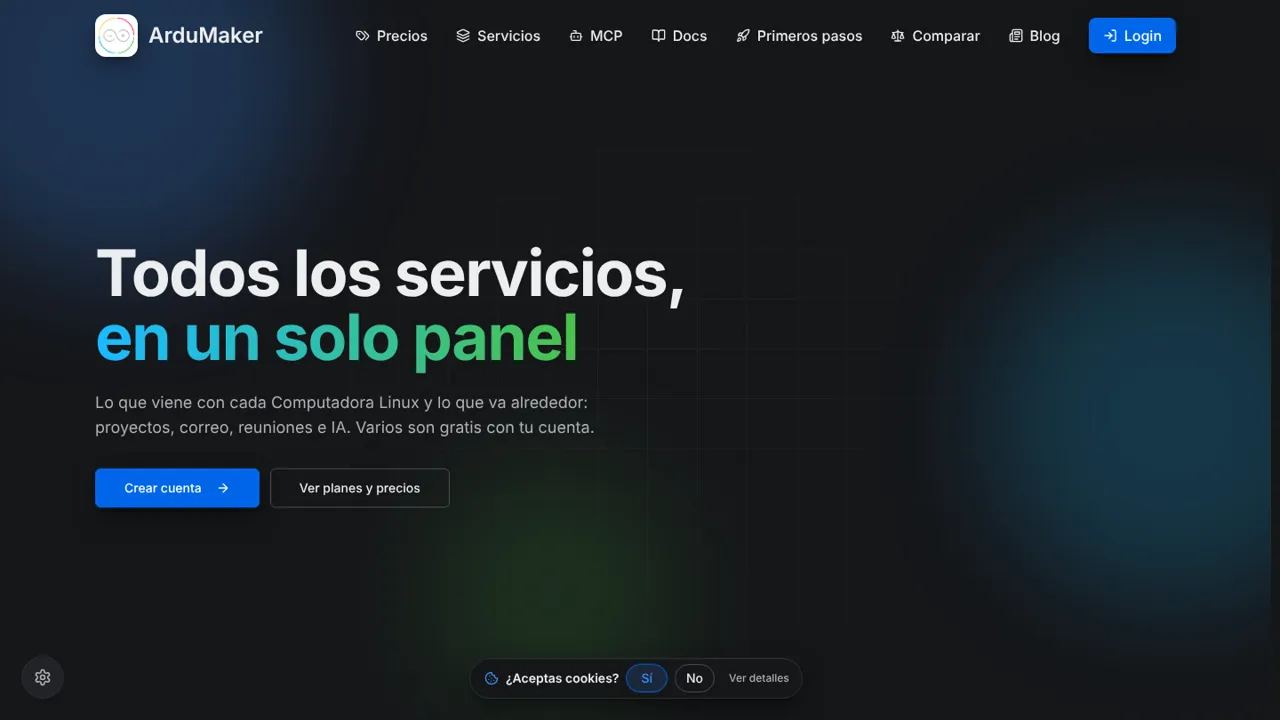 ArduMaker
Precios
Servicios
MCP
Docs
Primeros pasos
Comparar
Blog
Login
Todos los servicios,
en un solo panel
Lo que viene con cada Computadora Linux y lo que va alrededor:
proyectos, correo, reuniones e IA. Varios son gratis con tu cuenta.
Crear cuenta
Ver planes y precios
¿Aceptas cookies?
Sí
No
Ver detalles